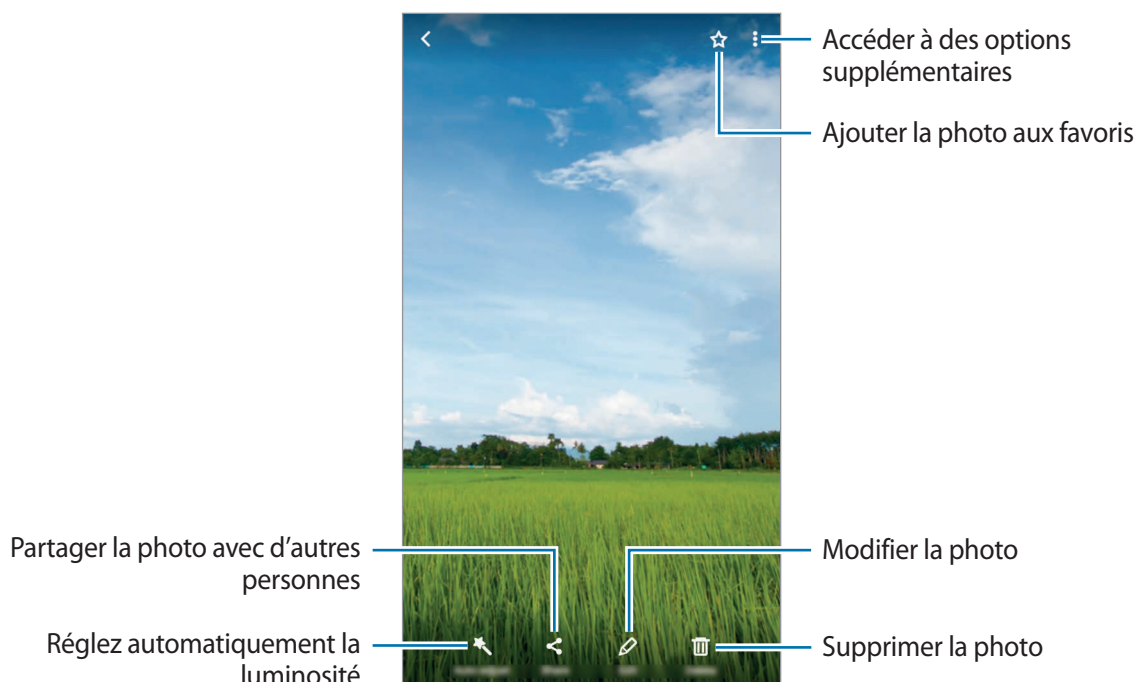 Accéder à des options
supplémentaires
Ajouter la photo aux favoris
Partager la photo avec d'autres
personnes
Modifier la photo
Réglez automatiquement la
luminosité
Supprimer la photo